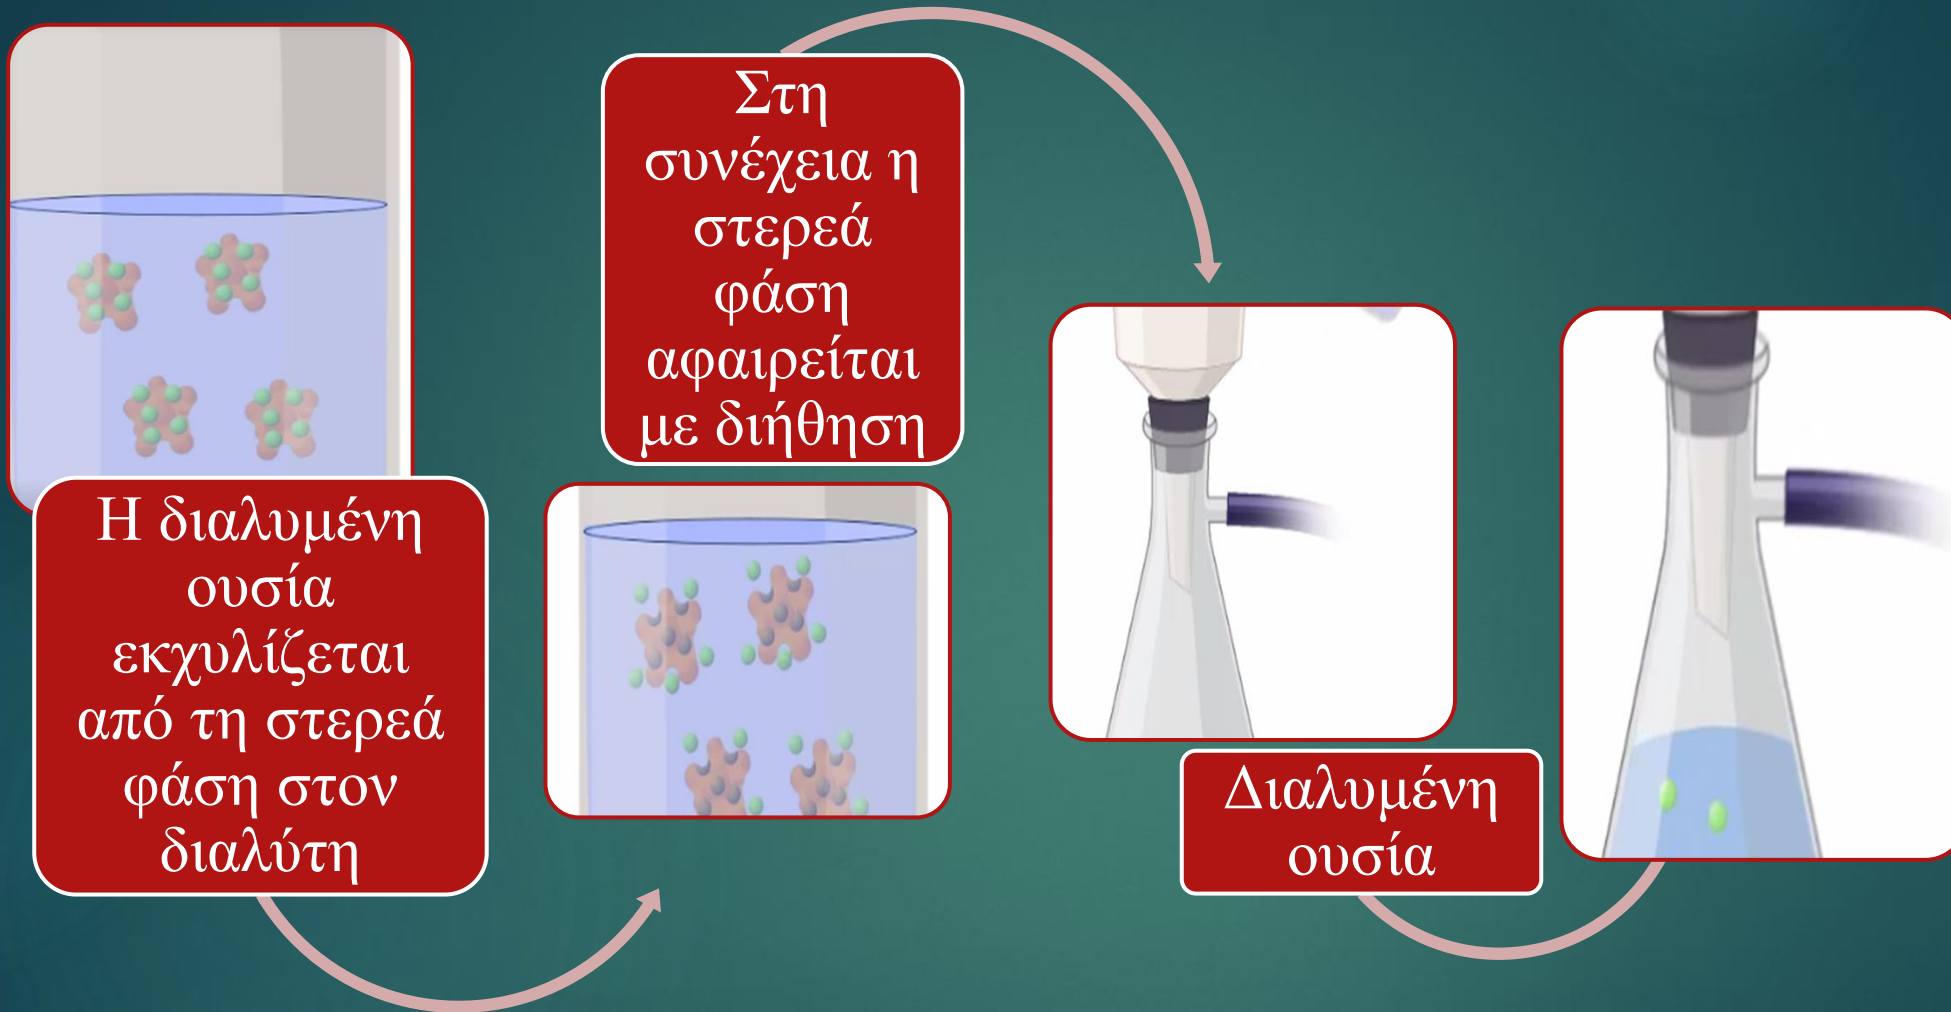 Η διαλυμένη
ουσία
εκχυλίζεται
από τη στερεά
φάση στον
διαλύτη
Στη
συνέχεια η
στερεά
φάση
αφαιρείται
με διήθηση
Διαλυμένη
ουσία